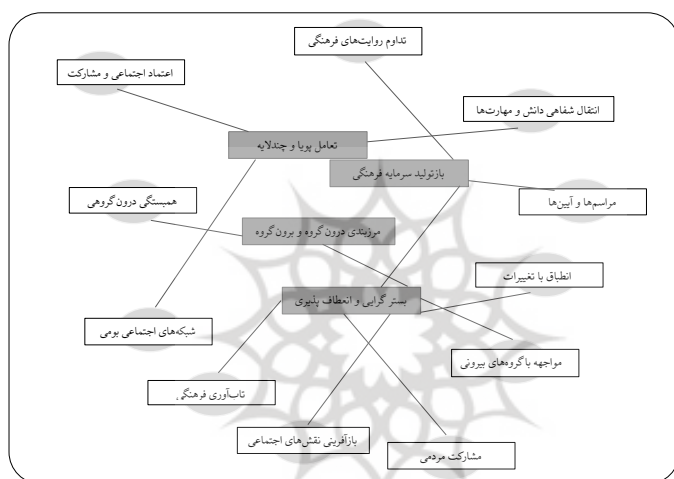 تداوم روایت‌های فرهنگی
اعتماد اجتماعی و مشارکت
انتقال شفاهی دانش و مهارت‌ها
تعامل پویا و چندلایه
بازتولید سرمایه فرهنگی
مراسم‌ها و آیین‌ها
همبستگی درون‌گروهی
مرزبندی درون‌گروه و برون‌گروه
انطباق با تغییرات
بستر گرایی و انعطاف پذیری
شبکه‌های اجتماعی بومی
مواجهه با گروه‌های بیرونی
تاب‌آوری فرهنگی
بازآفرینی نقش‌های اجتماعی
مشارکت مردمی